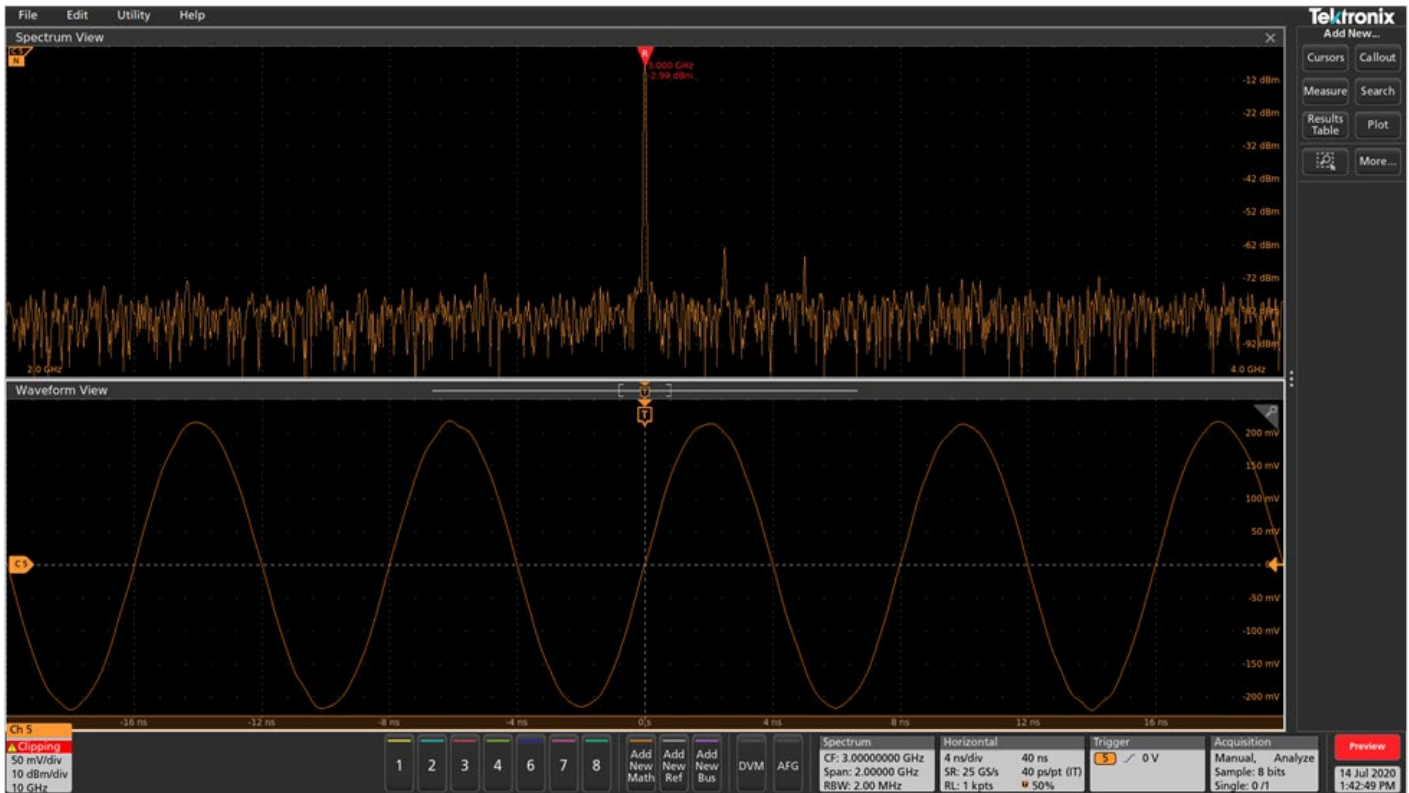 File Edit Utility Help
Tektronix
Add New...
Spectrum View
Cursors Callout
Measure Search
Results Table Plot
More...
C 5
N
R
3.000 GHz
-2.99 dBm
-12 dBm
-22 dBm
-32 dBm
-42 dBm
-52 dBm
-62 dBm
-72 dBm
-82 dBm
-92 dBm
2.0 GHz 4.0 GHz
Waveform View
T
T
200 mV
150 mV
100 mV
50 mV
C 5
-50 mV
-100 mV
-150 mV
-200 mV
-16 ns -12 ns -8 ns -4 ns 0 s 4 ns 8 ns 12 ns 16 ns
Ch 5
Clipping
50 mV/div
10 dBm/div
10 GHz
1 2 3 4 6 7 8
Add New Math
Add New Ref
Add New Bus
DVM AFG
Spectrum
CF: 3.00000000 GHz
Span: 2.00000 GHz
RBW: 2.00 MHz
Horizontal
4 ns/div 40 ns
SR: 25 GS/s 40 ps/pt (IT)
RL: 1 kpts 50%
Trigger
5 0 V
Acquisition
Manual, Analyze
Sample: 8 bits
Single: 0 /1
Preview
14 Jul 2020
1:42:49 PM